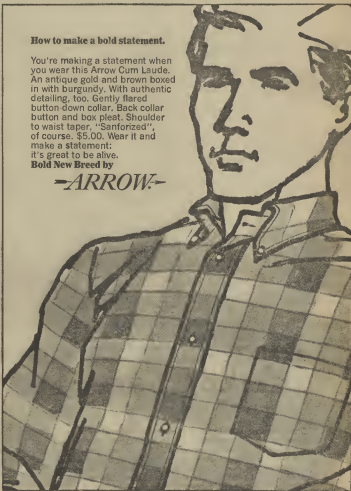 How to make a bold statement.
You're making a statement when
you wear this Arrow Cum Laude.
An antique gold and brown boxed
in with burgundy. With authentic
detailing, too. Gently flared
button-down collar. Back collar
button and box pleat. Shoulder
to waist taper, "Sanforized",
of course. $5.00. Wear it and
make a statement:
it's great to be alive.
Bold New Breed by
ARROW